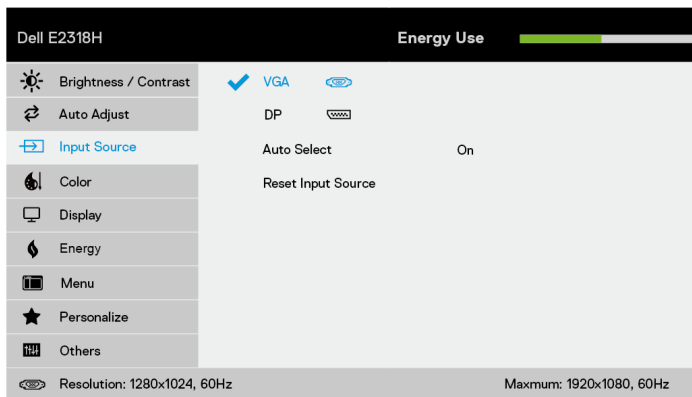 Dell E2318H Energy Use
Brightness / Contrast VGA
Auto Adjust DP
Input Source Auto Select On
Color Reset Input Source
Display
Energy
Menu
Personalize
Others
Resolution: 1280x1024, 60Hz Maxmum: 1920x1080, 60Hz